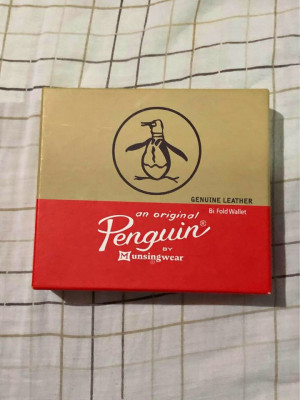 GENUINE LEATHER
Bi Fold Wallet
an original
Penguin®
BY
Munsingwear